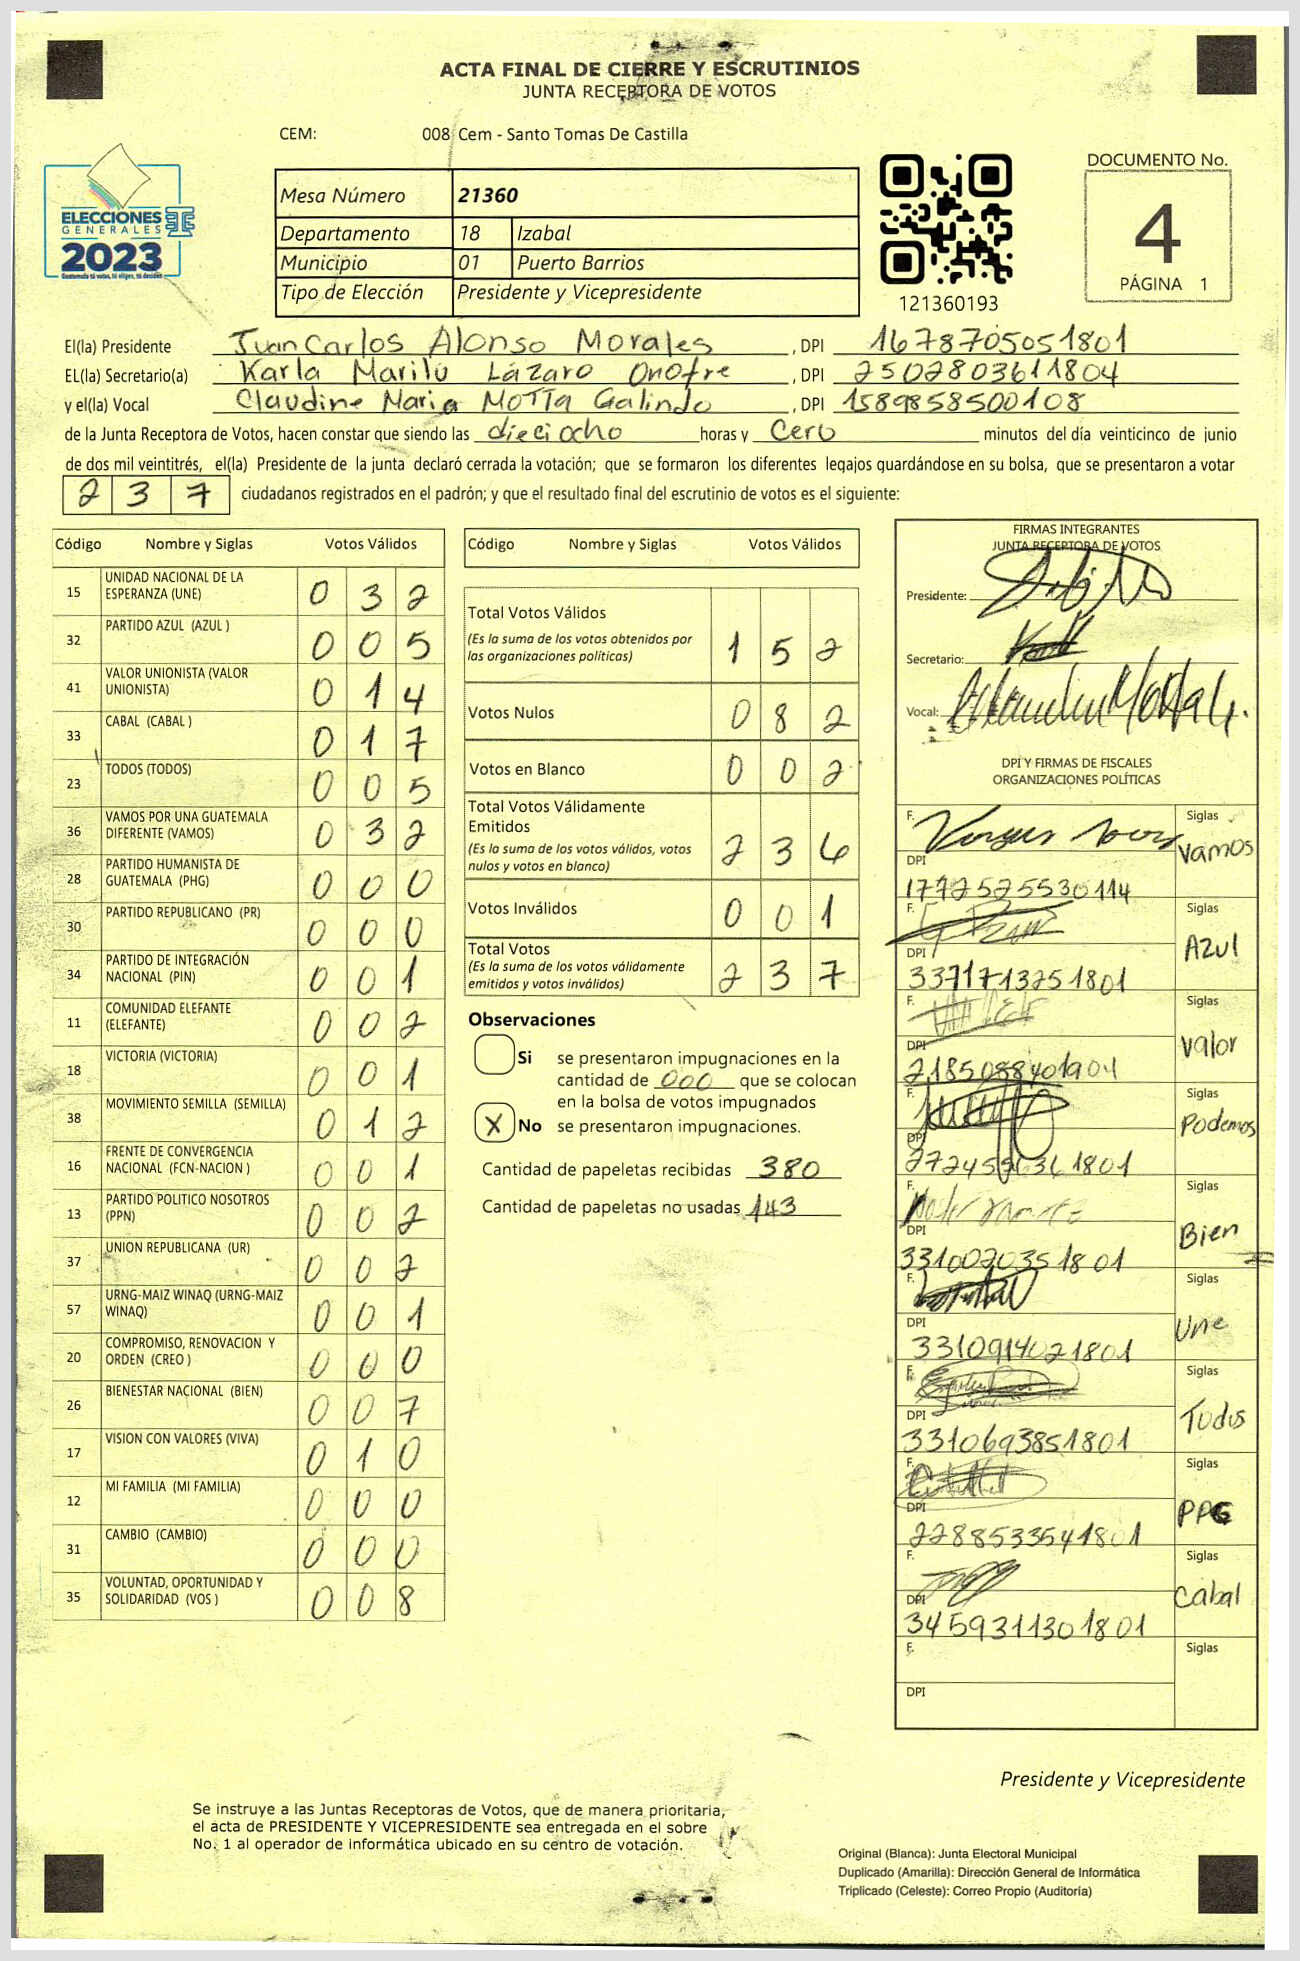 ACTA FINAL DE CIERRE Y ESCRUTINIOS
JUNTA RECEPTORA DE VOTOS
CEM: 008 Cem - Santo Tomas De Castilla
ELECCIONES
GENERALES
2023
Guatemala tú votas, tú eliges, tú decides
Mesa Número 21360
Departamento 18 Izabal
Municipio 01 Puerto Barrios
Tipo de Elección Presidente y Vicepresidente
121360193
DOCUMENTO No.
4
PÁGINA 1
El(la) Presidente Juan Carlos Alonso Morales, DPI 1678705051801
EL(la) Secretario(a) Karla Marilú Lázaro Onofre, DPI 2502803611804
y el(la) Vocal Claudine Maria Motta Galindo, DPI 1589858500108
de la Junta Receptora de Votos, hacen constar que siendo las dieciocho horas y Cero minutos del día veinticinco de junio
de dos mil veintitrés, el(la) Presidente de la junta declaró cerrada la votación; que se formaron los diferentes legajos guardándose en su bolsa, que se presentaron a votar
237 ciudadanos registrados en el padrón; y que el resultado final del escrutinio de votos es el siguiente:
Código Nombre y Siglas Votos Válidos
15 UNIDAD NACIONAL DE LA ESPERANZA (UNE) 0 3 2
32 PARTIDO AZUL (AZUL ) 0 0 5
41 VALOR UNIONISTA (VALOR UNIONISTA) 0 1 4
33 CABAL (CABAL ) 0 1 7
23 TODOS (TODOS) 0 0 5
36 VAMOS POR UNA GUATEMALA DIFERENTE (VAMOS) 0 3 2
28 PARTIDO HUMANISTA DE GUATEMALA (PHG) 0 0 0
30 PARTIDO REPUBLICANO (PR) 0 0 0
34 PARTIDO DE INTEGRACIÓN NACIONAL (PIN) 0 0 1
11 COMUNIDAD ELEFANTE (ELEFANTE) 0 0 2
18 VICTORIA (VICTORIA) 0 0 1
38 MOVIMIENTO SEMILLA (SEMILLA) 0 1 2
16 FRENTE DE CONVERGENCIA NACIONAL (FCN-NACION ) 0 0 1
13 PARTIDO POLITICO NOSOTROS (PPN) 0 0 2
37 UNION REPUBLICANA (UR) 0 0 2
57 URNG-MAIZ WINAQ (URNG-MAIZ WINAQ) 0 0 1
20 COMPROMISO, RENOVACION Y ORDEN (CREO ) 0 0 0
26 BIENESTAR NACIONAL (BIEN) 0 0 7
17 VISION CON VALORES (VIVA) 0 1 0
12 MI FAMILIA (MI FAMILIA) 0 0 0
31 CAMBIO (CAMBIO) 0 0 0
35 VOLUNTAD, OPORTUNIDAD Y SOLIDARIDAD (VOS ) 0 0 8
Código Nombre y Siglas Votos Válidos
Total Votos Válidos 1 5 2
(Es la suma de los votos obtenidos por
las organizaciones políticas)
Votos Nulos 0 8 2
Votos en Blanco 0 0 2
Total Votos Válidamente
Emitidos 2 3 6
(Es la suma de los votos válidos, votos
nulos y votos en blanco)
Votos Inválidos 0 0 1
Total Votos 2 3 7
(Es la suma de los votos válidamente
emitidos y votos inválidos)
Observaciones
Si se presentaron impugnaciones en la
cantidad de 000 que se colocan
en la bolsa de votos impugnados
X No se presentaron impugnaciones.
Cantidad de papeletas recibidas 380
Cantidad de papeletas no usadas 143
FIRMAS INTEGRANTES
JUNTA RECEPTORA DE VOTOS
Presidente:
Secretario:
Vocal:
DPI Y FIRMAS DE FISCALES
ORGANIZACIONES POLÍTICAS
F. Siglas Vamos
DPI 1772525530114
F. Siglas Azul
DPI 3371713251801
F. Siglas Valor
DPI 2185088401904
F. Siglas Podemos
DPI
F. Siglas Bien
DPI 3310020351801
F. Siglas Une
DPI 3310914021801
F. Siglas Todos
DPI 3310693851801
F. Siglas
DPI 2288533541801
F. Siglas Cabal
DPI 3459311301801
F. Siglas
DPI
Presidente y Vicepresidente
Se instruye a las Juntas Receptoras de Votos, que de manera prioritaria,
el acta de PRESIDENTE Y VICEPRESIDENTE sea entregada en el sobre
No. 1 al operador de informática ubicado en su centro de votación.
Original (Blanca): Junta Electoral Municipal
Duplicado (Amarilla): Dirección General de Informática
Triplicado (Celeste): Correo Propio (Auditoría)